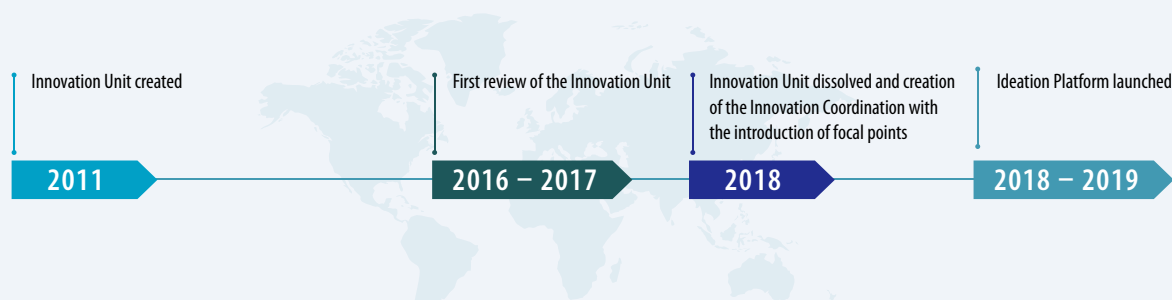 Innovation Unit created
First review of the Innovation Unit
Innovation Unit dissolved and creation
of the Innovation Coordination with
the introduction of focal points
Ideation Platform launched
2011
2016 – 2017
2018
2018 – 2019